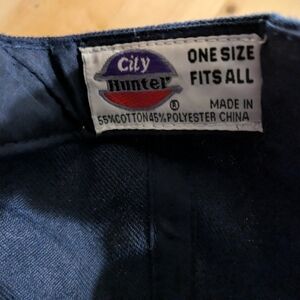 City
Hunter
®
ONE SIZE
FITS ALL
MADE IN
55%COTTON45%POLYESTER CHINA